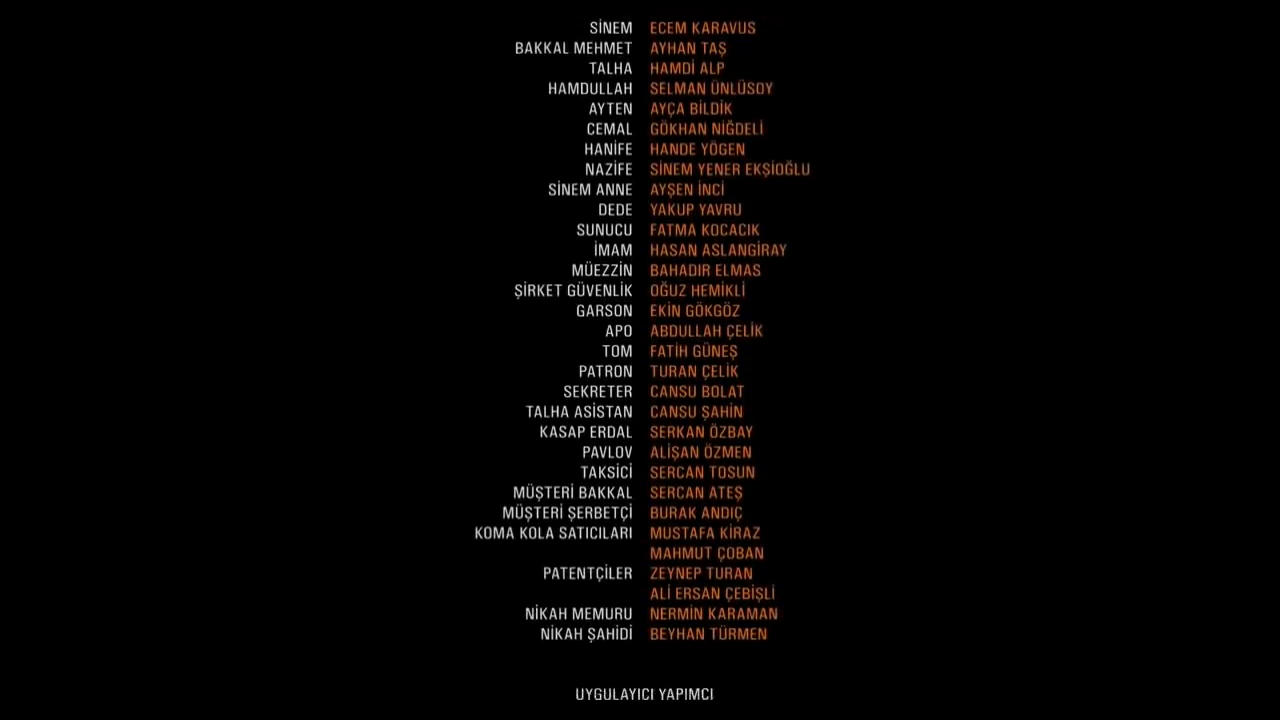 SİNEM ECEM KARAVUS
BAKKAL MEHMET AYHAN TAŞ
TALHA HAMDİ ALP
HAMDULLAH SELMAN ÜNLÜSOY
AYTEN AYÇA BİLDİK
CEMAL GÖKHAN NİĞDELİ
HANİFE HANDE YÖGEN
NAZİFE SİNEM YENER EKŞİOĞLU
SİNEM ANNE AYŞEN İNCİ
DEDE YAKUP YAVRU
SUNUCU FATMA KOCACIK
İMAM HASAN ASLANGİRAY
MÜEZZİN BAHADIR ELMAS
ŞİRKET GÜVENLİK OĞUZ HEMİKLİ
GARSON EKİN GÖKGÖZ
APO ABDULLAH ÇELİK
TOM FATİH GÜNEŞ
PATRON TURAN ÇELİK
SEKRETER CANSU BOLAT
TALHA ASİSTAN CANSU ŞAHİN
KASAP ERDAL SERKAN ÖZBAY
PAVLOV ALİŞAN ÖZMEN
TAKSİCİ SERCAN TOSUN
MÜŞTERİ BAKKAL SERCAN ATEŞ
MÜŞTERİ ŞERBETÇİ BURAK ANDIÇ
KOMA KOLA SATICILARI MUSTAFA KİRAZ
MAHMUT ÇOBAN
PATENTÇİLER ZEYNEP TURAN
ALİ ERSAN ÇEBİŞLİ
NİKAH MEMURU NERMİN KARAMAN
NİKAH ŞAHİDİ BEYHAN TÜRMEN
UYGULAYICI YAPIMCI